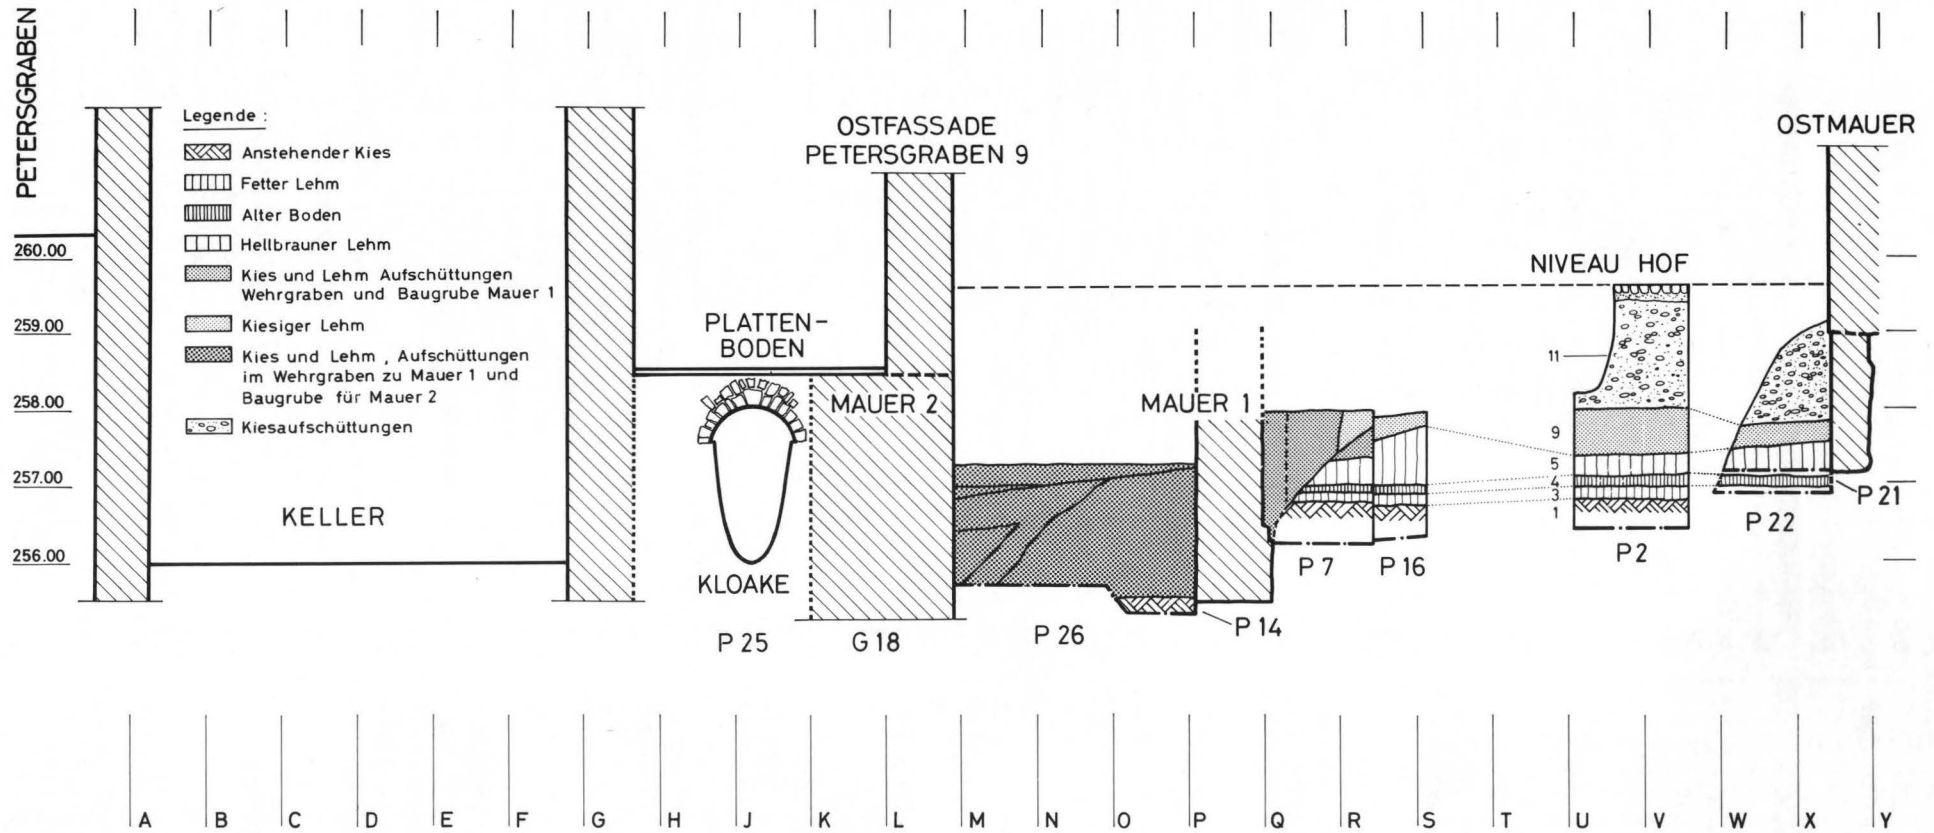 PETERSGRABEN
260.00
259.00
258.00
257.00
256.00
Legende :
Anstehender Kies
Fetter Lehm
Alter Boden
Hellbrauner Lehm
Kies und Lehm Aufschüttungen
Wehrgraben und Baugrube Mauer 1
Kiesiger Lehm
Kies und Lehm , Aufschüttungen
im Wehrgraben zu Mauer 1 und
Baugrube für Mauer 2
Kiesaufschüttungen
KELLER
PLATTEN-
BODEN
KLOAKE
P 25
OSTFASSADE
PETERSGRABEN 9
MAUER 2
G 18
P 26
MAUER 1
P 14
P 7
P 16
NIVEAU HOF
11
9
5
4
3
1
P 2
OSTMAUER
P 22
P 21
A B C D E F G H J K L M N O P Q R S T U V W X Y